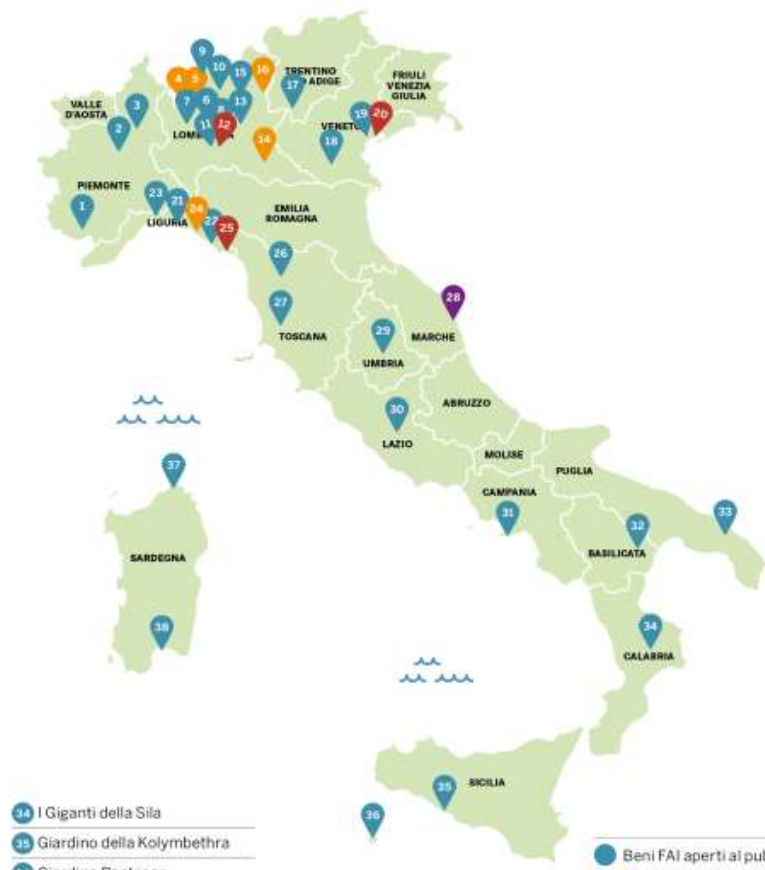 9
10
15
16
TRENTINO
ADIGE
4
5
17
FRIULI
VENEZIA
GIULIA
VALLE
D'AOSTA
3
7
6
13
2
11
12
19
20
VENETO
14
18
PIEMONTE
1
23
21
24
22
25
LIGURIA
EMILIA
ROMAGNA
26
27
28
TOSCANA
29
MARCHE
UMBRIA
30
ABRUZZO
LAZIO
MOLISE
PUGLIA
37
CAMPANIA
31
32
33
BASILICATA
SARDEGNA
38
34
CALABRIA
35
SICILIA
36
34 I Giganti della Sila
35 Giardino della Kolymbethra
Beni FAI aperti al pul